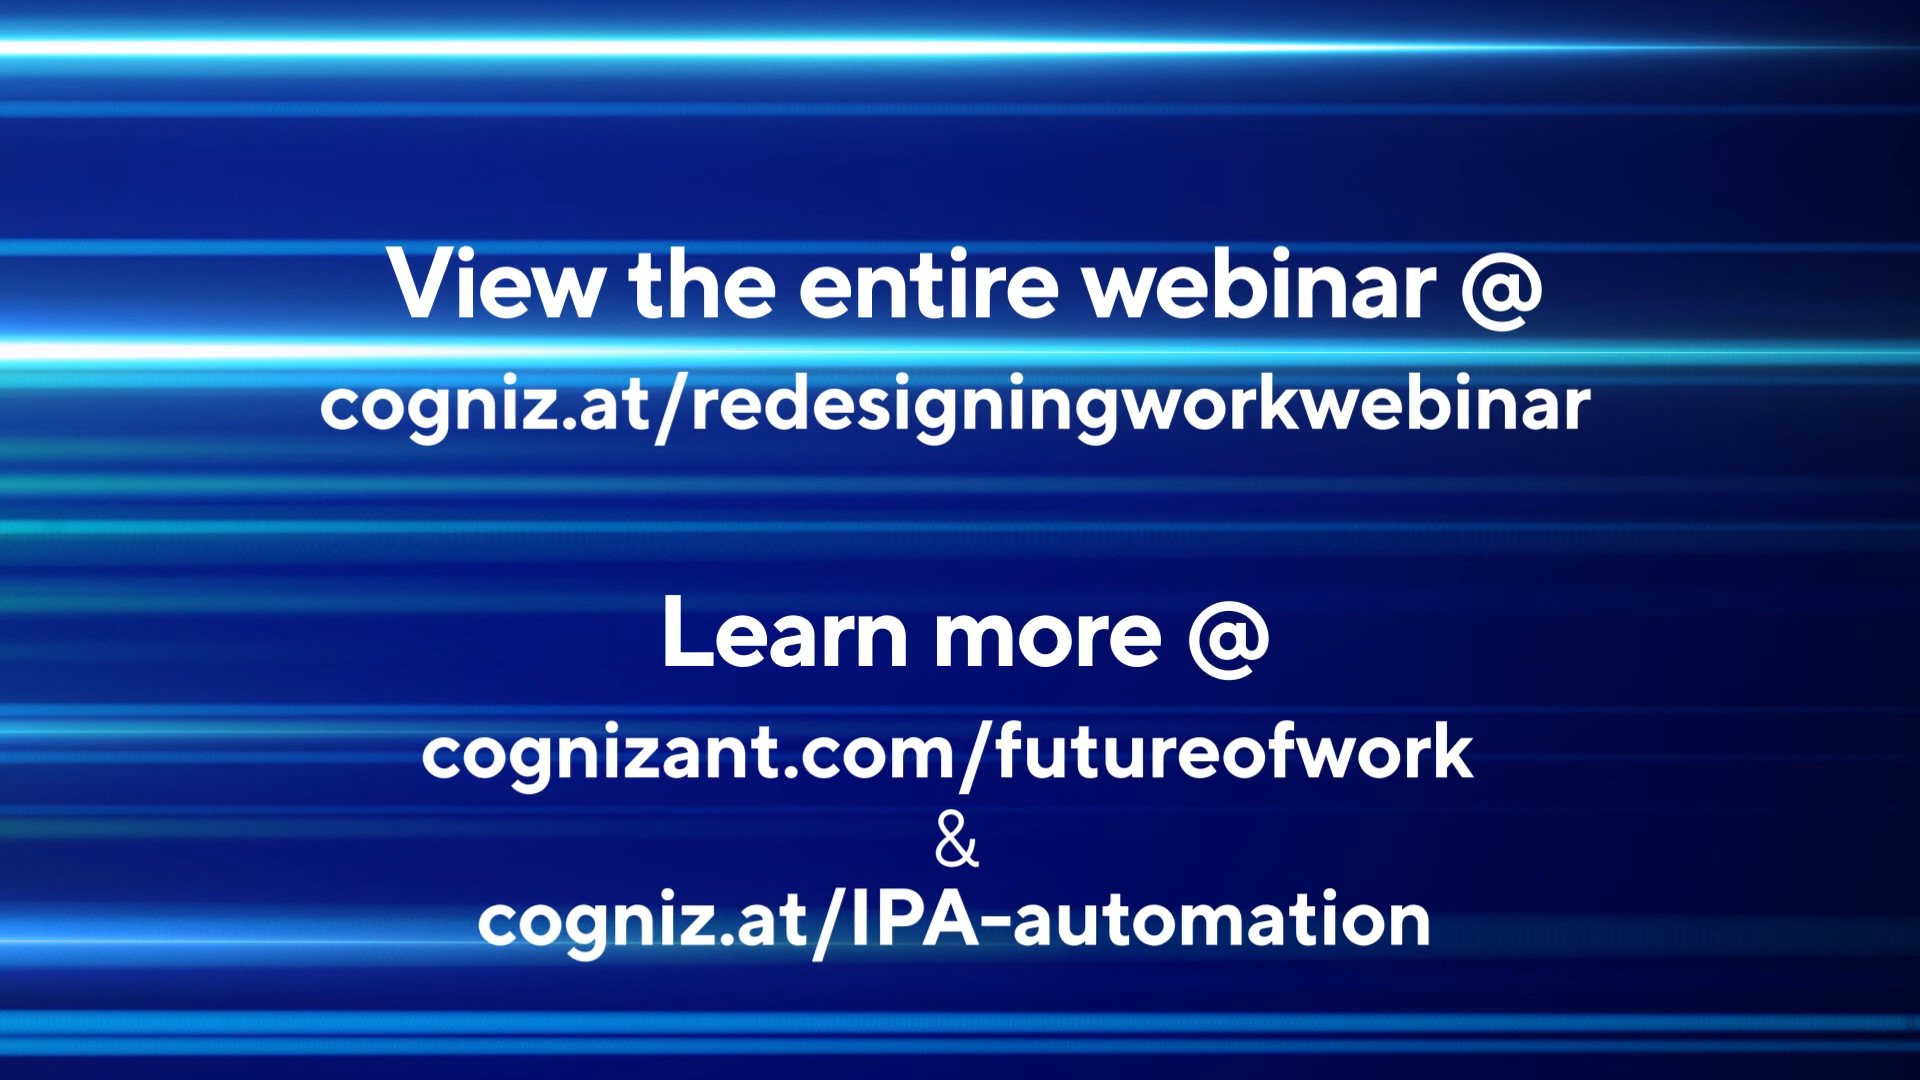 View the entire webinar @
cogniz.at/redesigningworkwebinar
Learn more @
cognizant.com/futureofwork
&
cogniz.at/IPA-automation